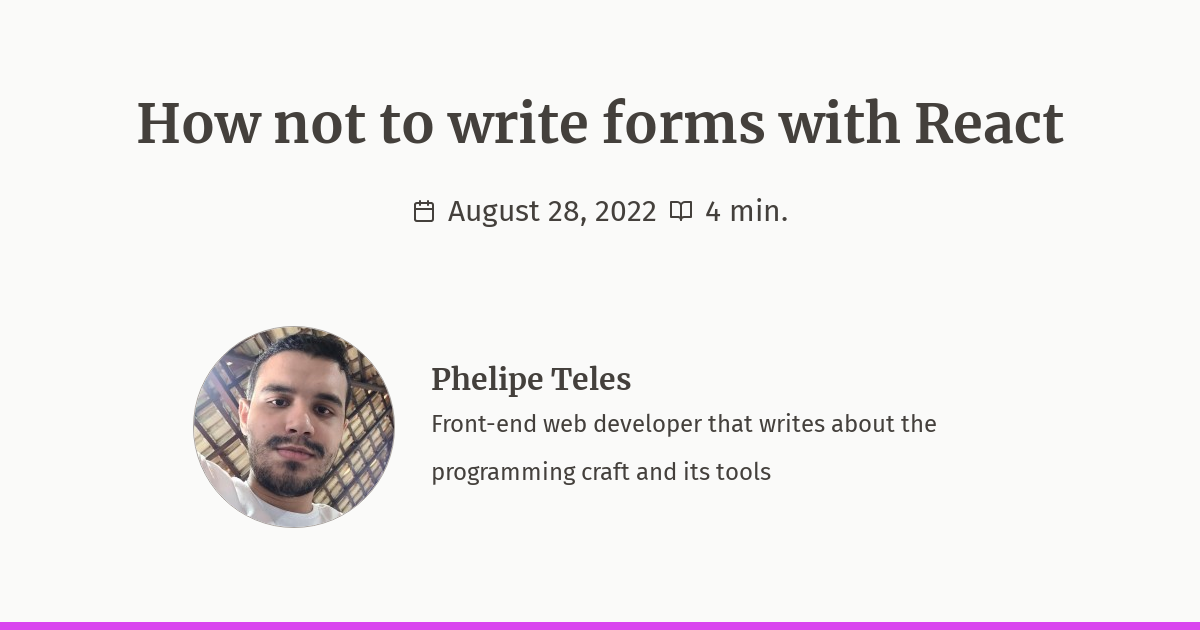 How not to write forms with React
August 28, 2022 4 min.
Phelipe Teles
Front-end web developer that writes about the
programming craft and its tools